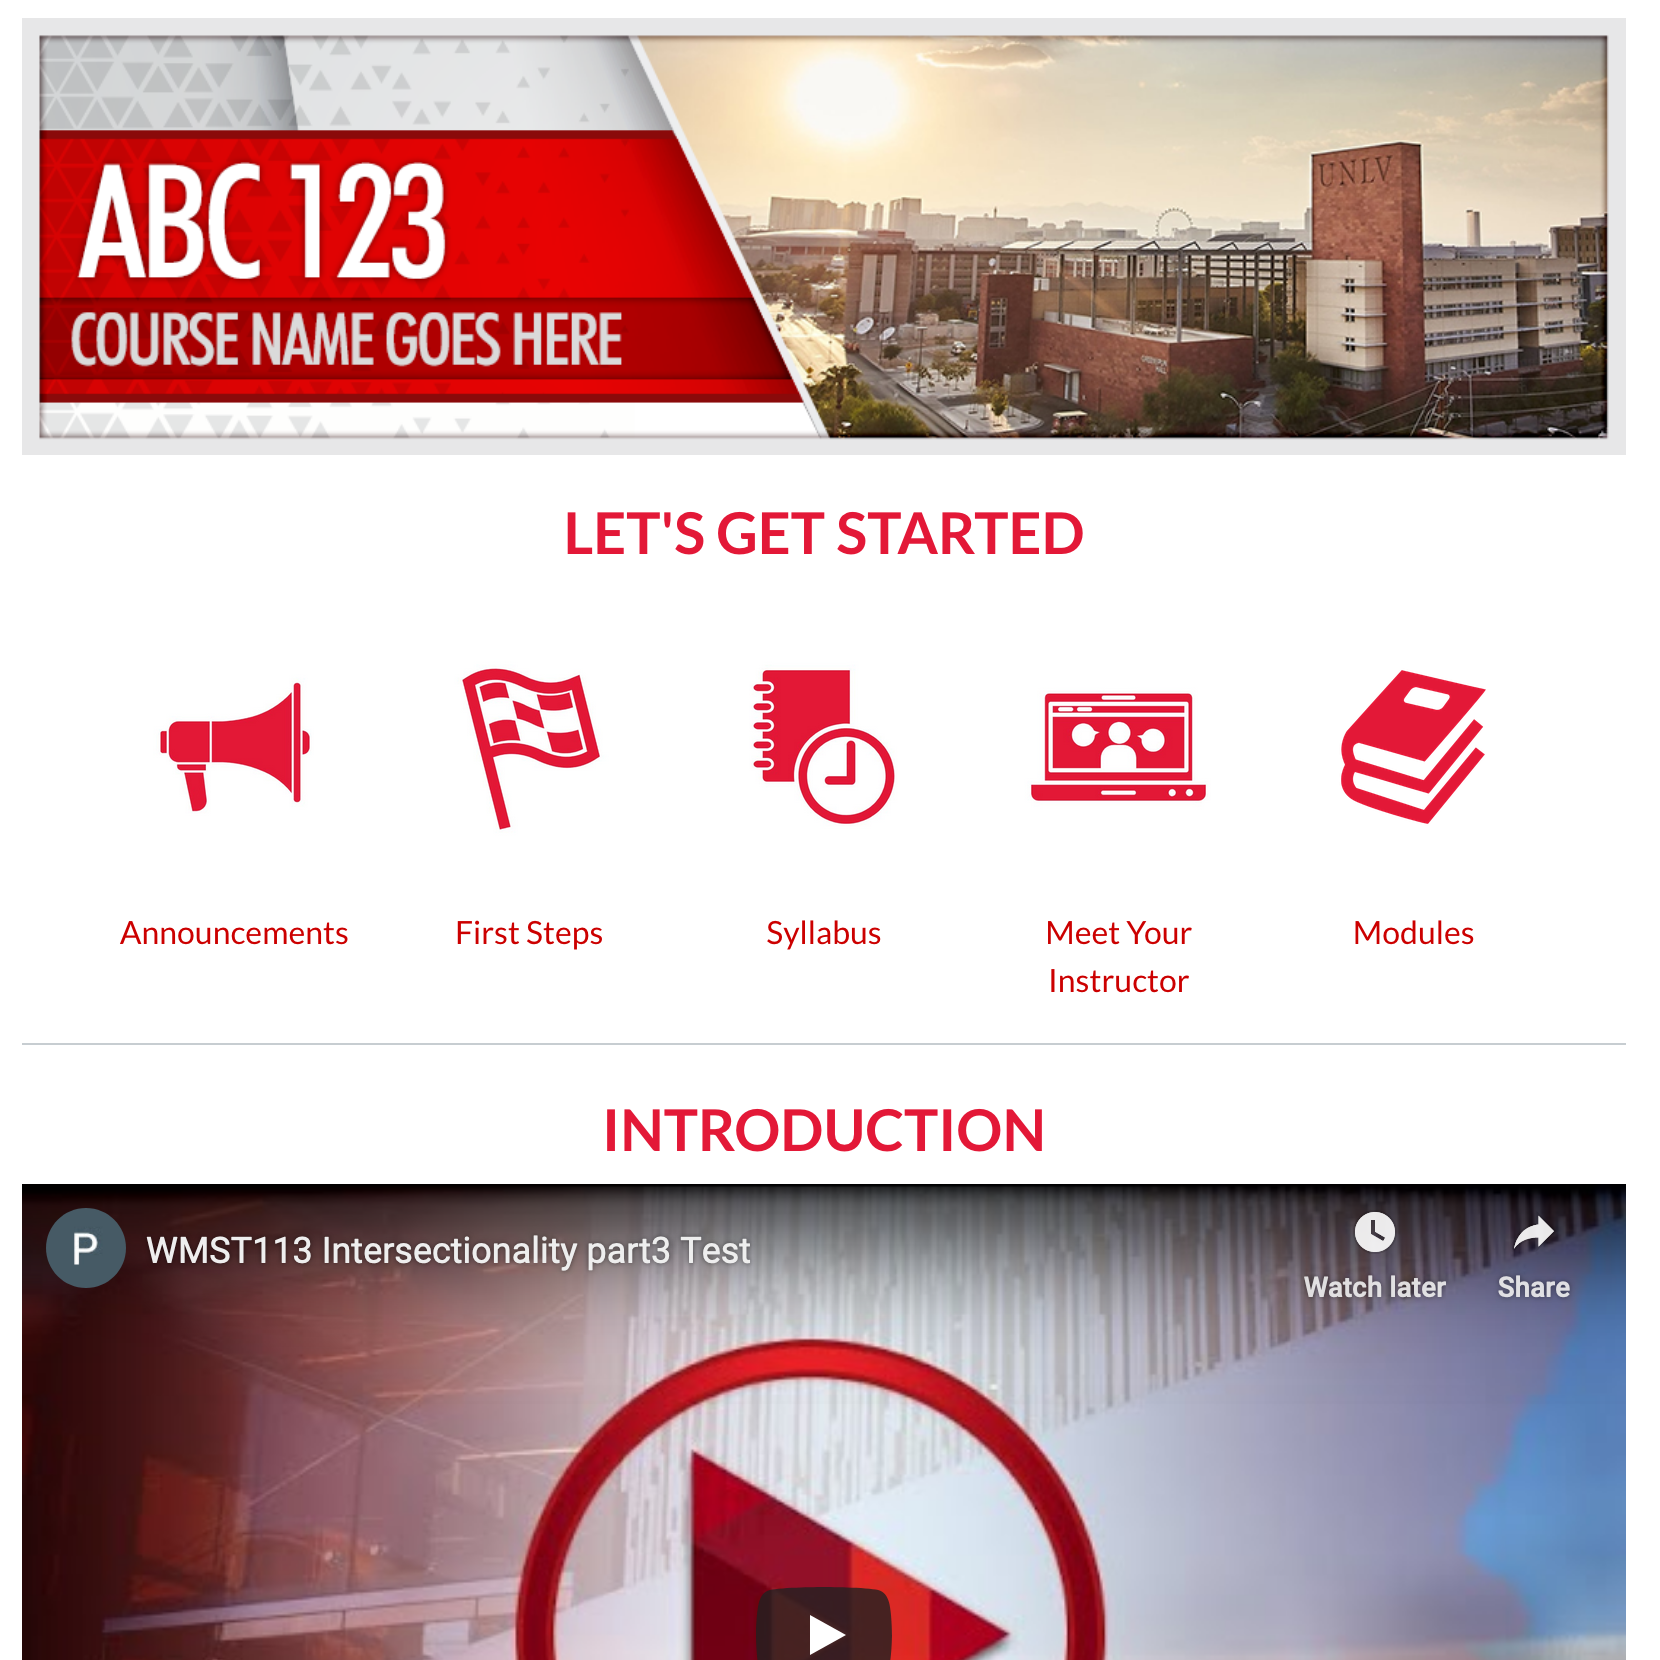 ABC 123
COURSE NAME GOES HERE
UNLV
LET'S GET STARTED
Announcements
First Steps
Syllabus
Meet Your
Instructor
Modules
INTRODUCTION
P
WMST113 Intersectionality part3 Test
Watch later
Share